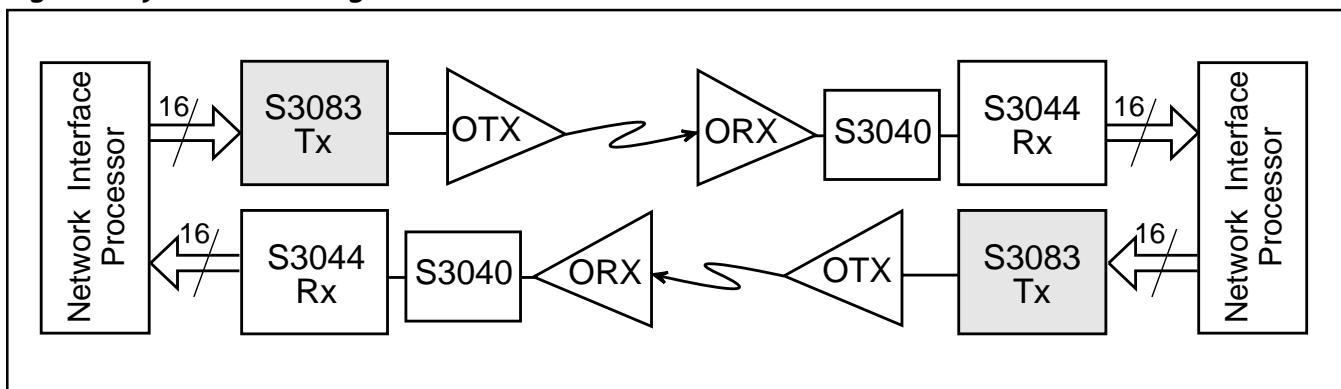 Network Interface
Processor
16
S3083
Tx
OTX
ORX
S3040
S3044
Rx
16
Network Interface
Processor
16
S3044
Rx
S3040
ORX
OTX
S3083
Tx
16